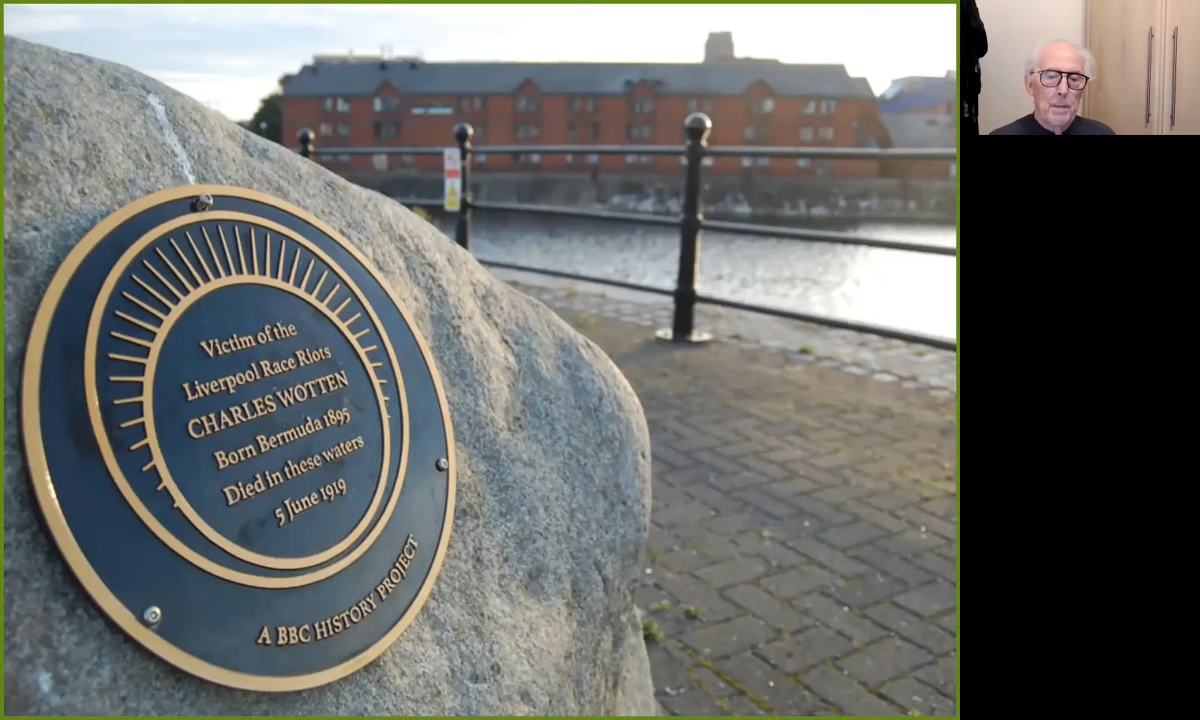 Victim of the
Liverpool Race Riots
CHARLES WOTTEN
Born Bermuda 1895
Died in these waters
5 June 1919
A BBC HISTORY PROJECT